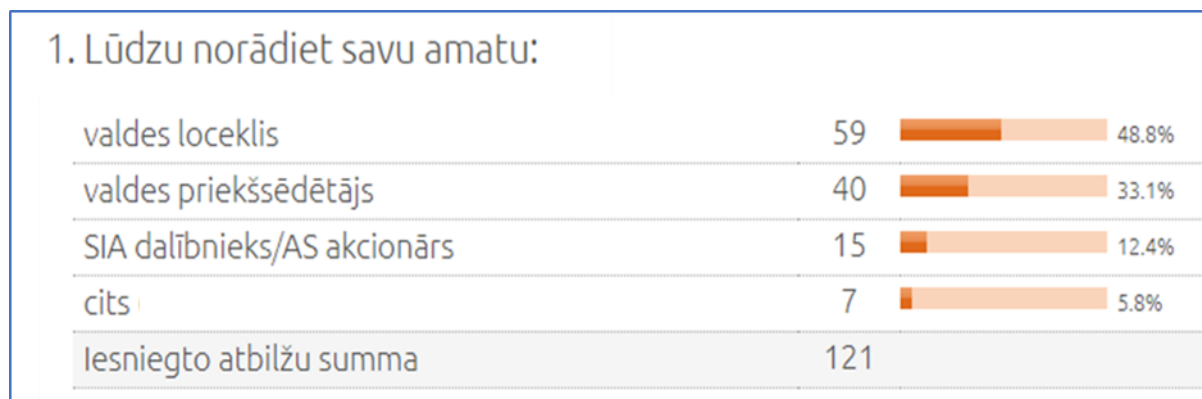 1. Lūdzu norādiet savu amatu:
valdes loceklis 59 48.8%
valdes priekšsēdētājs 40 33.1%
SIA dalībnieks/AS akcionārs 15 12.4%
cits 7 5.8%
Iesniegto atbilžu summa 121